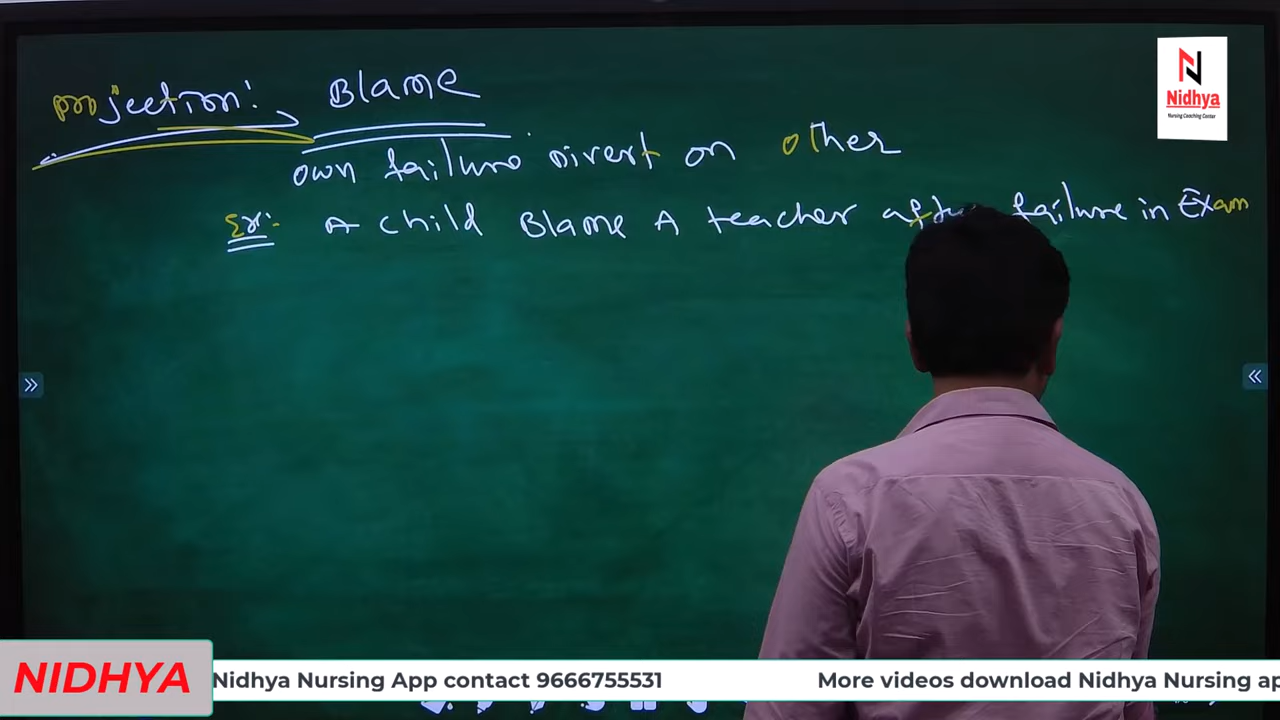 Projection: Blame
own failure divert on other
Ex:- A child Blame A teacher after failure in Exam
N
Nidhya
Nursing Coaching Center
»
«
NIDHYA
Nidhya Nursing App contact 9666755531
More videos download Nidhya Nursing ap